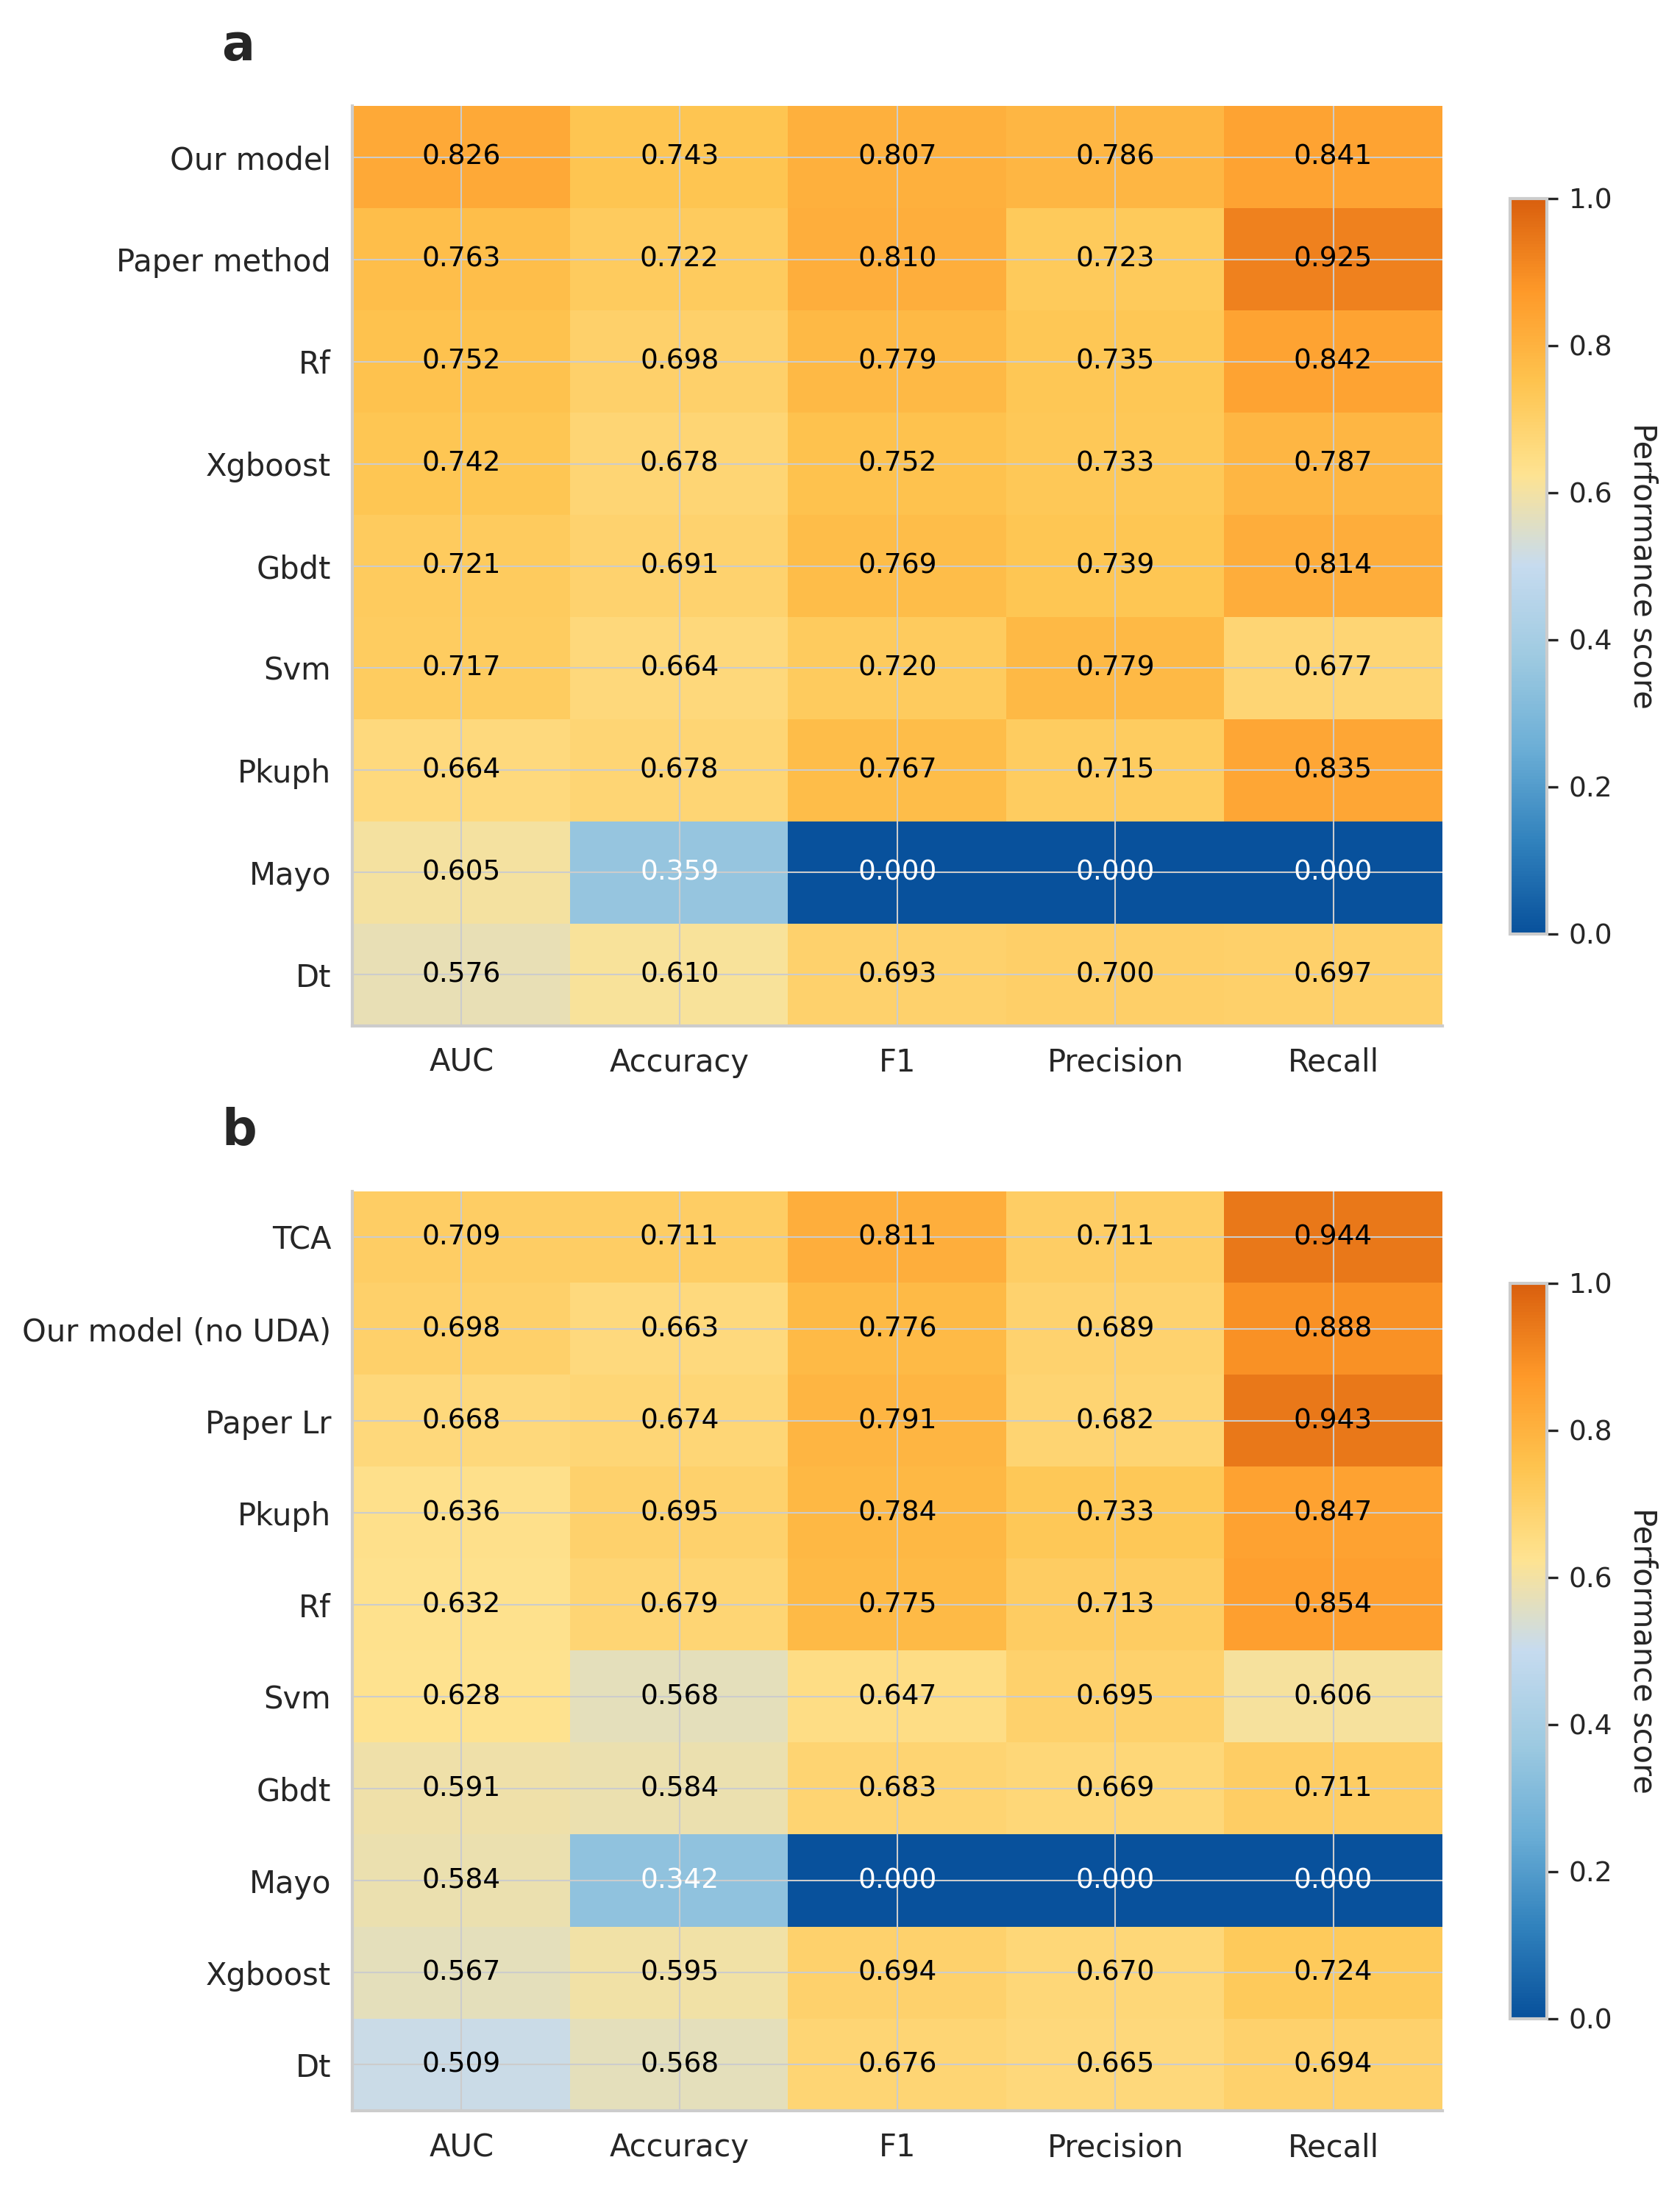 a
Our model 0.826 0.743 0.807 0.786 0.841
Paper method 0.763 0.722 0.810 0.723 0.925
Rf 0.752 0.698 0.779 0.735 0.842
Xgboost 0.742 0.678 0.752 0.733 0.787
Gbdt 0.721 0.691 0.769 0.739 0.814
Svm 0.717 0.664 0.720 0.779 0.677
Pkuph 0.664 0.678 0.767 0.715 0.835
Mayo 0.605 0.359 0.000 0.000 0.000
Dt 0.576 0.610 0.693 0.700 0.697
AUC Accuracy F1 Precision Recall
1.0
0.8
0.6
0.4
0.2
0.0
Performance score
b
TCA 0.709 0.711 0.811 0.711 0.944
Our model (no UDA) 0.698 0.663 0.776 0.689 0.888
Paper Lr 0.668 0.674 0.791 0.682 0.943
Pkuph 0.636 0.695 0.784 0.733 0.847
Rf 0.632 0.679 0.775 0.713 0.854
Svm 0.628 0.568 0.647 0.695 0.606
Gbdt 0.591 0.584 0.683 0.669 0.711
Mayo 0.584 0.342 0.000 0.000 0.000
Xgboost 0.567 0.595 0.694 0.670 0.724
Dt 0.509 0.568 0.676 0.665 0.694
AUC Accuracy F1 Precision Recall
1.0
0.8
0.6
0.4
0.2
0.0
Performance score